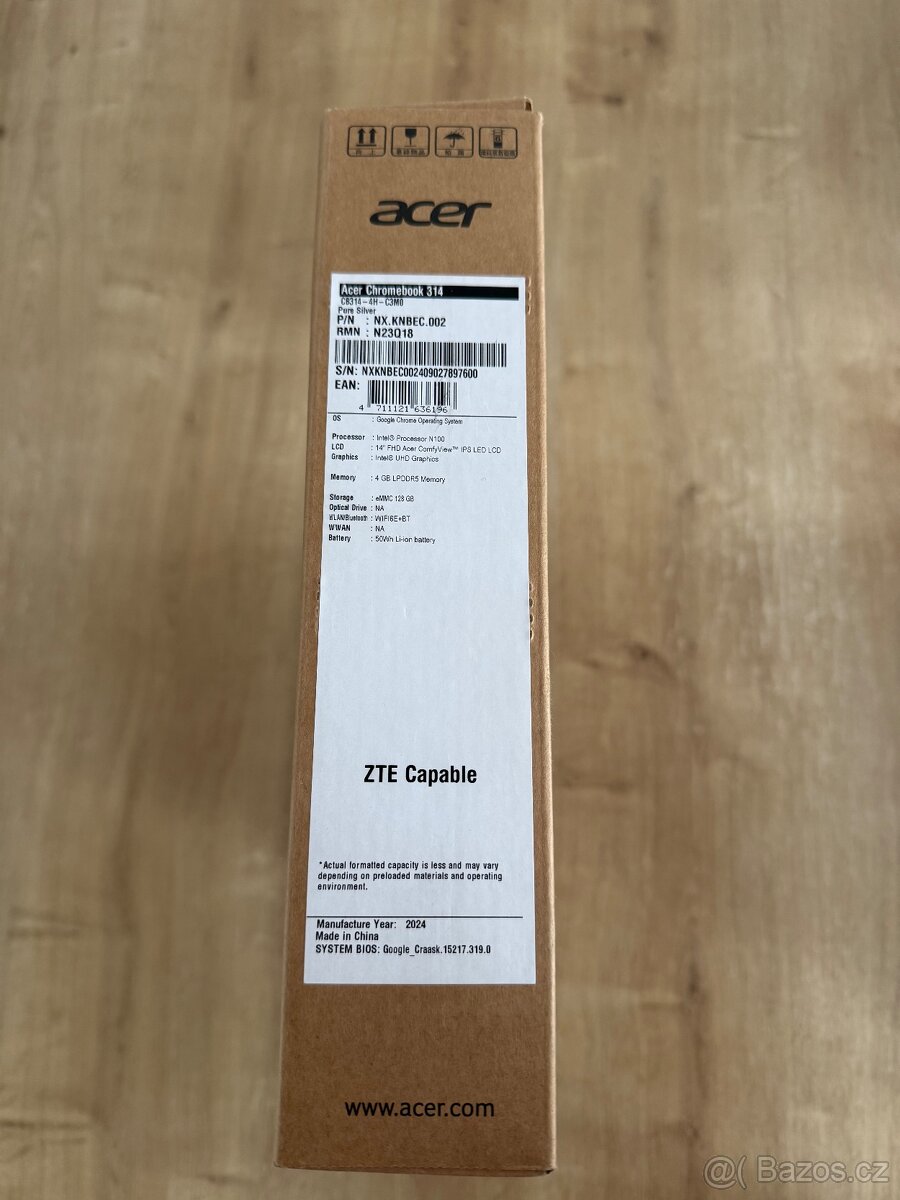 acer
Acer Chromebook 314
CB314-4H-C3M0
Pure Silver
P/N : NX.KNBEC.002
RMN : N23Q18
S/N: NXKNBEC002409027897600
EAN:
4 711121 636196
OS : Google Chrome Operating System
Processor : Intel® Processor N100
LCD : 14" FHD Acer ComfyView™ IPS LED LCD
Graphics : Intel® UHD Graphics
Memory : 4 GB LPDDR5 Memory
Storage : eMMC 128 GB
Optical Drive : NA
WLAN/Bluetooth : WIFI6E+BT
WWAN : NA
Battery : 50Wh Li-ion battery
ZTE Capable
*Actual formatted capacity is less and may vary
depending on preloaded materials and operating
environment.
Manufacture Year: 2024
Made in China
SYSTEM BIOS: Google_Craask.15217.319.0
www.acer.com
@( Bazos.cz